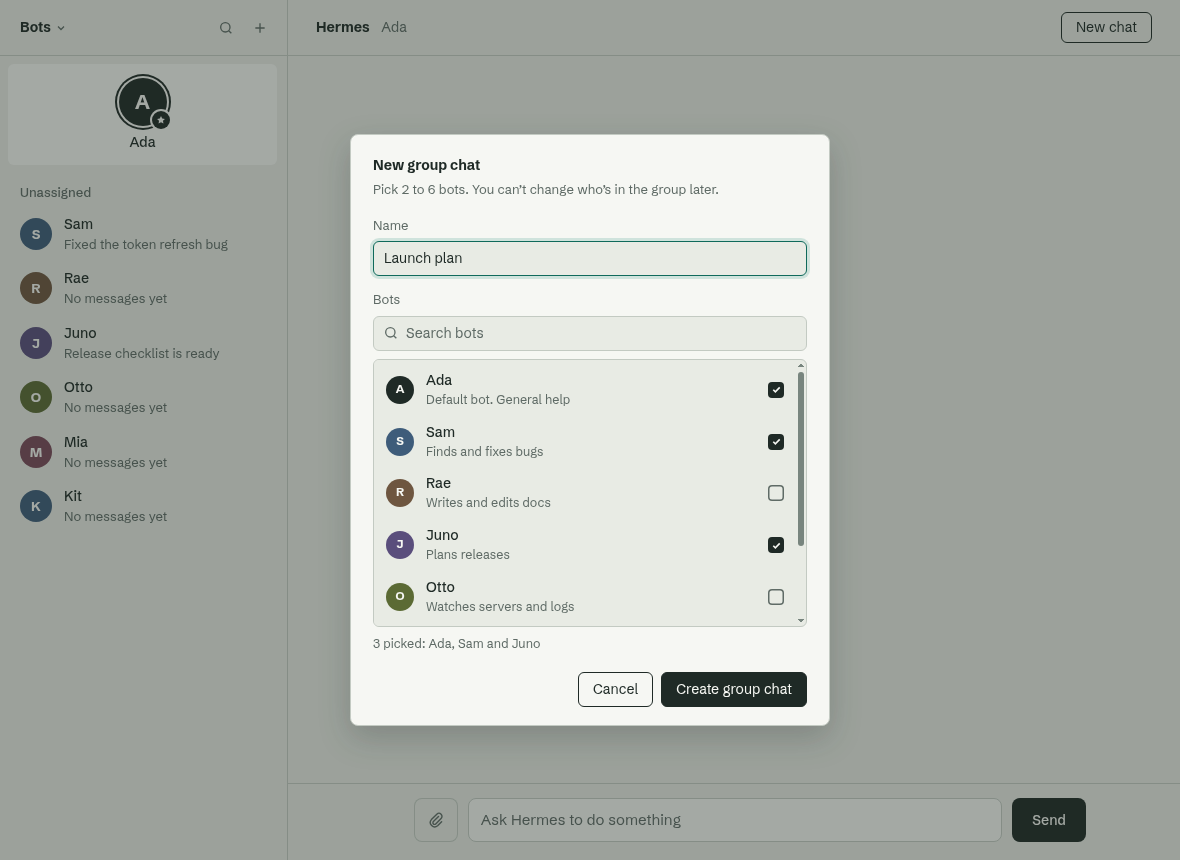 Bots
Hermes Ada
New chat
A
Ada
Unassigned
S
Sam
Fixed the token refresh bug
R
Rae
No messages yet
J
Juno
Release checklist is ready
O
Otto
No messages yet
M
Mia
No messages yet
K
Kit
No messages yet
New group chat
Pick 2 to 6 bots. You can't change who's in the group later.
Name
Launch plan
Bots
Search bots
A
Ada
Default bot. General help
S
Sam
Finds and fixes bugs
R
Rae
Writes and edits docs
J
Juno
Plans releases
O
Otto
Watches servers and logs
3 picked: Ada, Sam and Juno
Cancel
Create group chat
Ask Hermes to do something
Send